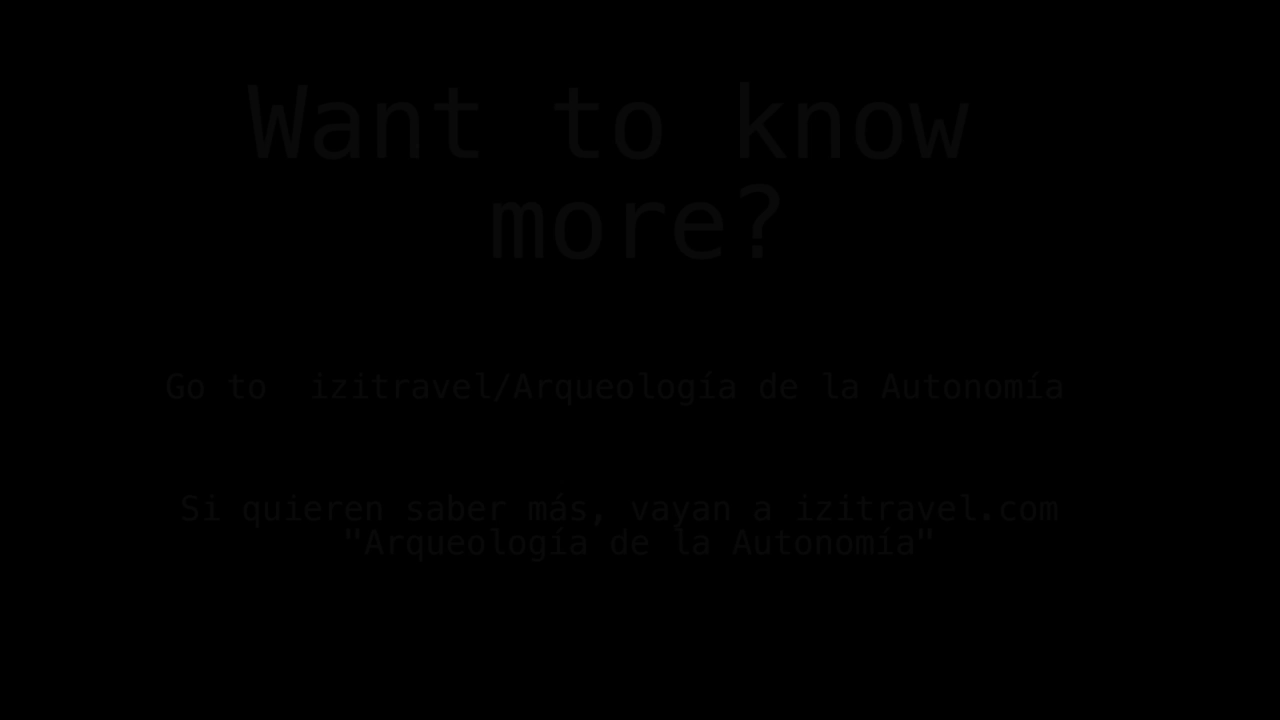 Want to know
more?
Go to  izitravel/Arqueología de la Autonomía
Si quieren saber más, vayan a izitravel.com
"Arqueología de la Autonomía"